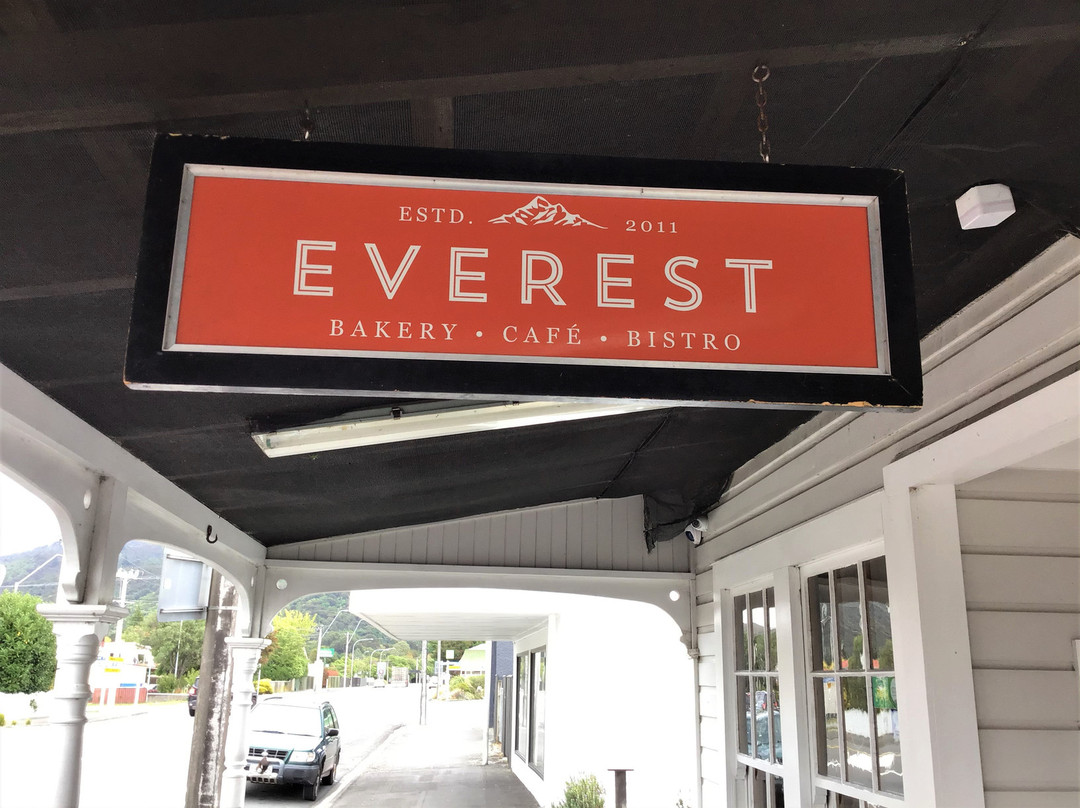 ESTD. 2011
EVEREST
BAKERY • CAFÉ • BISTRO